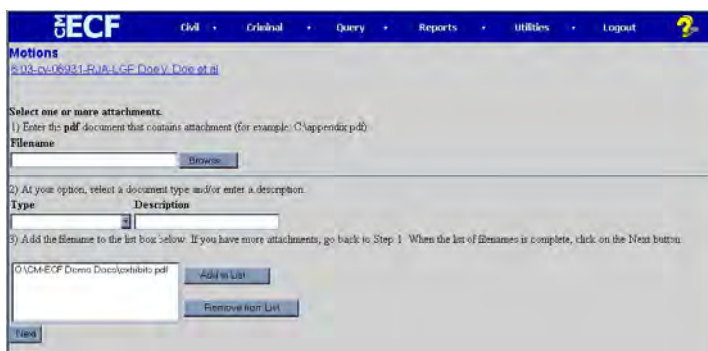 CM ECF Civil Criminal Query Reports Utilities Logout ?
Motions
6:03-cv-06931-RJA-LGF Doe v. Doe et al
Select one or more attachments.
1) Enter the pdf document that contains attachment (for example: C:\appendix.pdf)
Filename
Browse...
2) At your option, select a document type and/or enter a description.
Type Description
3) Add the filename to the list box below. If you have more attachments, go back to Step 1. When the list of filenames is complete, click on the Next button.
O:\CM-ECF Demo Docs\exhibits.pdf Add to List
Remove from List
Next